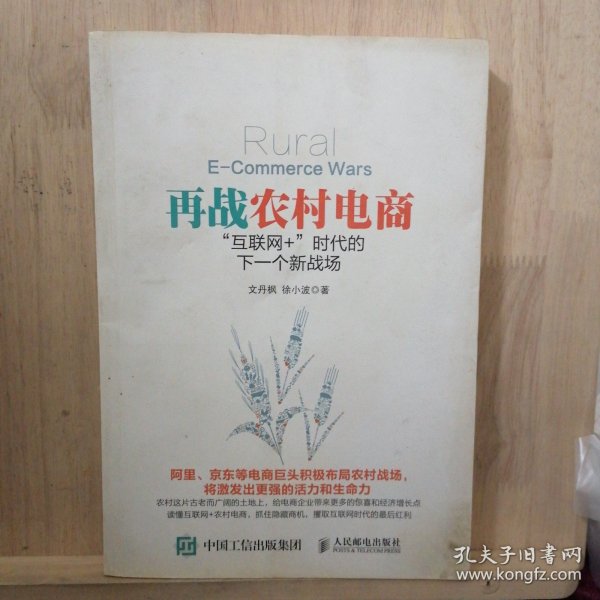 Rural
E-Commerce Wars
再战农村电商
“互联网+”时代的
下一个新战场
文丹枫 徐小波◎著
阿里、京东等电商巨头积极布局农村战场，
将激发出更强的活力和生命力
农村这片古老而广阔的土地上，给电商企业带来更多的惊喜和经济增长点
读懂互联网+农村电商，抓住隐藏商机，攫取互联网时代的最后红利
中国工信出版集团 人民邮电出版社
POSTS & TELECOM PRESS
孔夫子旧书网
www.kongfz.com